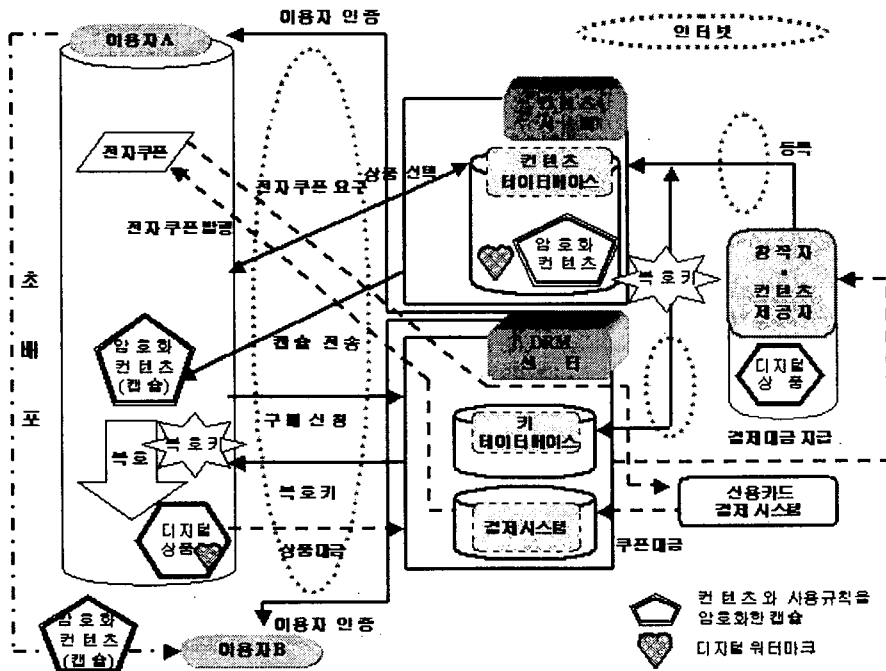 이용자 인증
인터넷
이용자A
전자쿠폰
상품 선택
전자쿠폰 요구
전자쿠폰발행
컨텐츠
데이터베이스
암호화
컨텐츠
복호키
등록
창작자
·
컨텐츠
제공자
디지털
상품
결제대금 지급
초
배
포
암호화
컨텐츠
(캡슐)
캡슐 전송
DRM
센터
구매신청
복호
복호키
키
데이터베이스
복호키
디지털
상품
상품대금
결제시스템
신용카드
결제시스템
쿠폰대금
이용자 인증
암호화
컨텐츠
(캡슐)
이용자B
컨텐츠와 사용규칙을
암호화한캡슐
디지털 워터마크